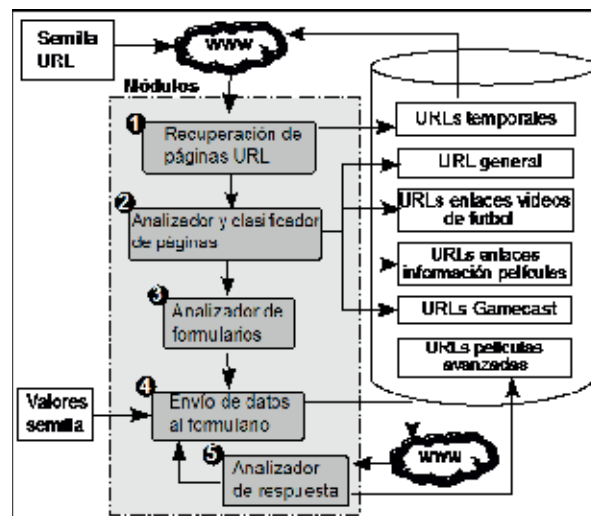 Semilla
URL
www
Módulos
1
Recuperación de
páginas URL
2
Analizador y clasificador
de páginas
3
Analizador de
formularios
4
Envío de datos
al formulario
5
Analizador
de respuesta
Valores
semilla
URLs temporales
URL general
URLs enlaces videos
de futbol
URLs enlaces
información películes
URLs Gamecast
URLs películas
avanzadas
www